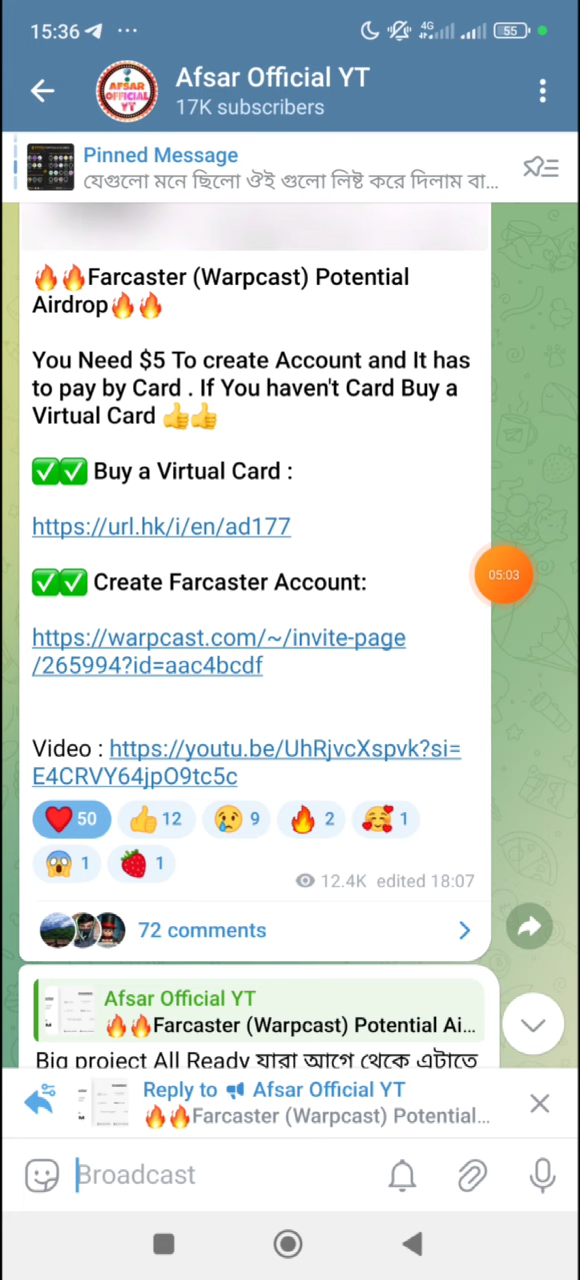 15:36
4G
55
AFSAR
OFFICIAL
YT
Afsar Official YT
17K subscribers
Pinned Message
যেগুলো মনে ছিলো ঔই গুলো লিষ্ট করে দিলাম বা...
🔥🔥Farcaster (Warpcast) Potential
Airdrop🔥🔥
You Need $5 To create Account and It has
to pay by Card . If You haven't Card Buy a
Virtual Card 👍👍
✅✅ Buy a Virtual Card :
https://url.hk/i/en/ad177
✅✅ Create Farcaster Account:
05:03
https://warpcast.com/~/invite-page
/265994?id=aac4bcdf
Video : https://youtu.be/UhRjvcXspvk?si=
E4CRVY64jpO9tc5c
❤️ 50 👍 12 😢 9 🔥 2 🥰 1
😱 1 🍓 1
12.4K edited 18:07
72 comments
Afsar Official YT
🔥🔥Farcaster (Warpcast) Potential Ai...
Big project All Ready যারা আগে থেকে এটাতে
Reply to Afsar Official YT
🔥🔥Farcaster (Warpcast) Potential...
Broadcast